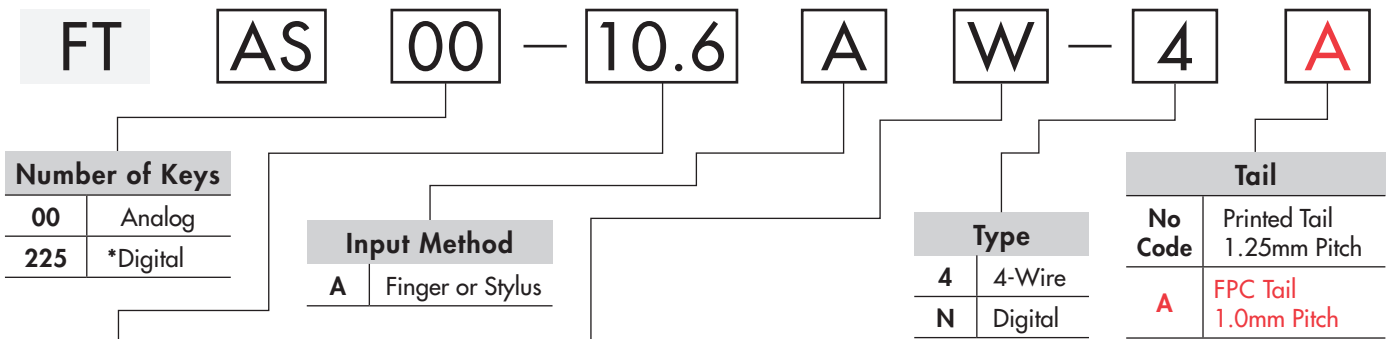 FT AS 00 — 10.6 A W — 4 A
Number of Keys
00 Analog
225 *Digital
Input Method
A Finger or Stylus
Type
4 4-Wire
N Digital
Tail
No Code Printed Tail 1.25mm Pitch
A FPC Tail 1.0mm Pitch